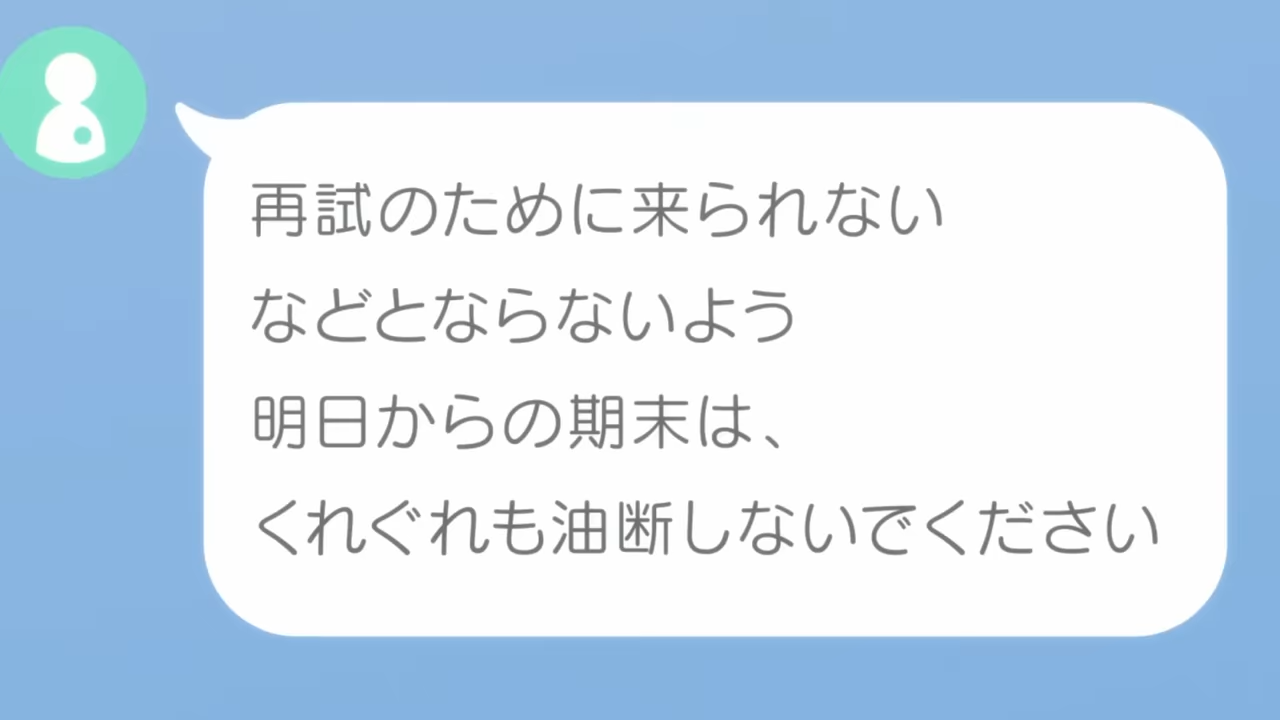 再試のために来られない
などとならないよう
明日からの期末は、
くれぐれも油断しないでください